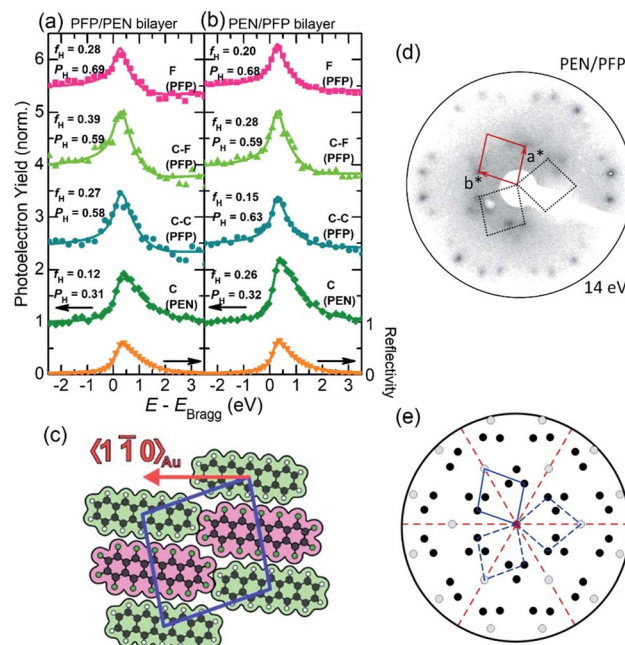 (a) PFP/PEN bilayer
(b) PEN/PFP bilayer
Photoelectron Yield (norm.)
6
5
4
3
2
1
0
f_H = 0.28
P_H = 0.69
F
(PFP)
f_H = 0.39
P_H = 0.59
C-F
(PFP)
f_H = 0.27
P_H = 0.58
C-C
(PFP)
f_H = 0.12
P_H = 0.31
C
(PEN)
f_H = 0.20
P_H = 0.68
F
(PFP)
f_H = 0.28
P_H = 0.59
C-F
(PFP)
f_H = 0.15
P_H = 0.63
C-C
(PFP)
f_H = 0.26
P_H = 0.32
C
(PEN)
1
0
Reflectivity
-2 -1 0 1 2 3
-2 -1 0 1 2 3
E - E_Bragg (eV)
(c)
⟨11̄0⟩_Au
(d)
PEN/PFP
a*
b*
14 eV
(e)